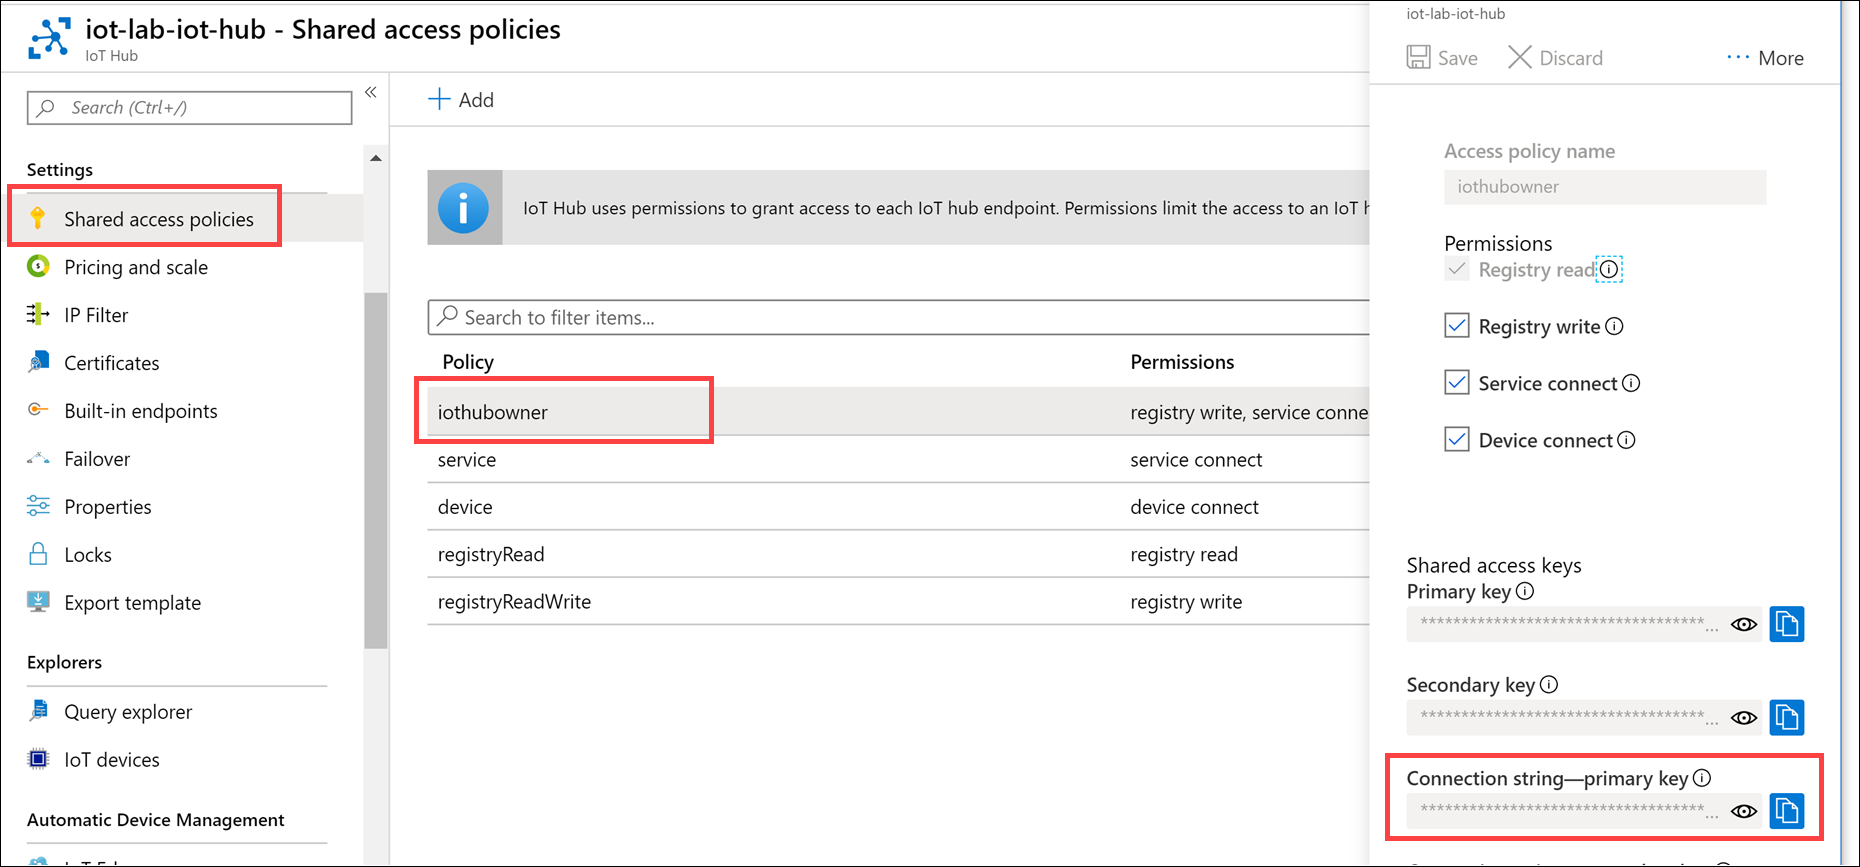 iot-lab-iot-hub - Shared access policies
IoT Hub
Search (Ctrl+/)
«
Settings
Shared access policies
Pricing and scale
IP Filter
Certificates
Built-in endpoints
Failover
Properties
Locks
Export template
Explorers
Query explorer
IoT devices
Automatic Device Management
Add
IoT Hub uses permissions to grant access to each IoT hub endpoint. Permissions limit the access to an IoT
Search to filter items...
Policy Permissions
iothubowner registry write, service conne
service service connect
device device connect
registryRead registry read
registryReadWrite registry write
iot-lab-iot-hub
Save Discard ··· More
Access policy name
iothubowner
Permissions
Registry read
Registry write
Service connect
Device connect
Shared access keys
Primary key
***********************************...
Secondary key
***********************************...
Connection string—primary key
***********************************...